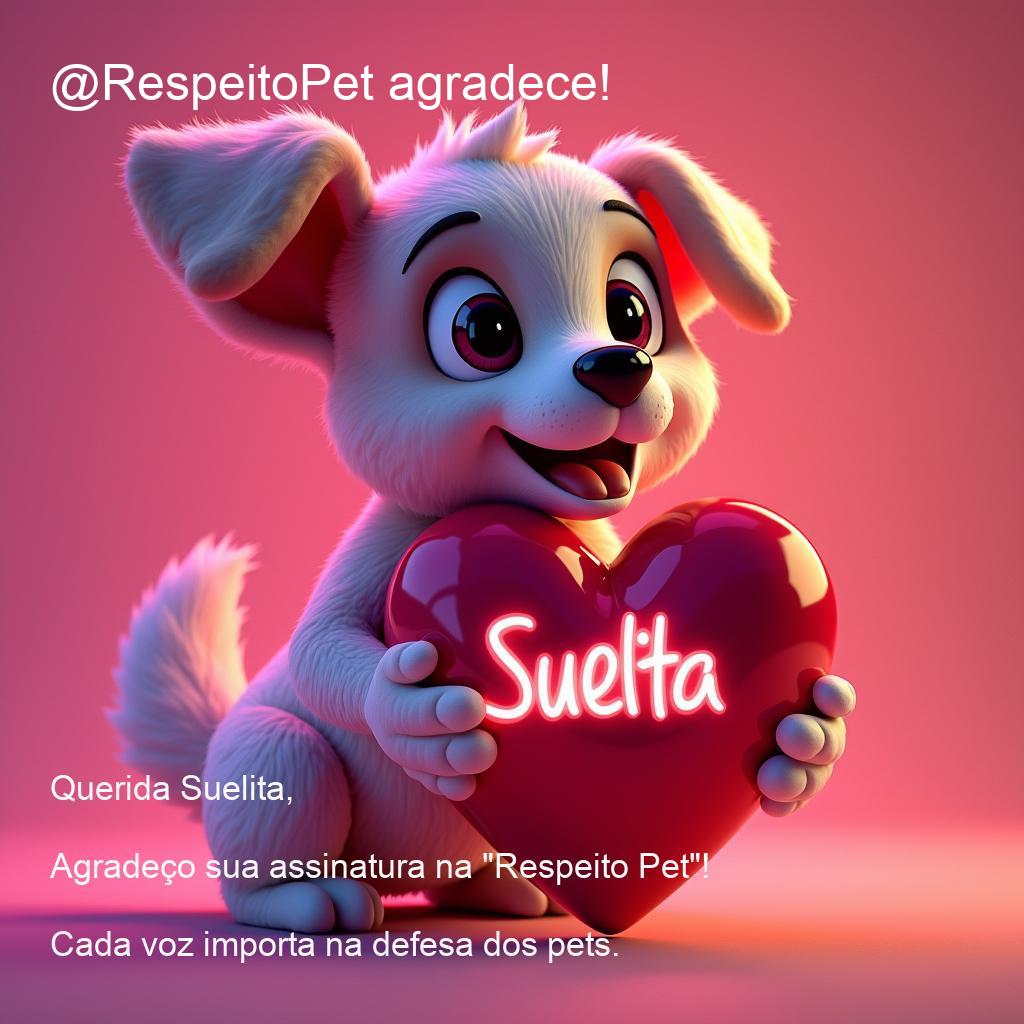 @RespeitoPet agradece!
Suelita
Querida Suelita,
Agradeço sua assinatura na "Respeito Pet"!
Cada voz importa na defesa dos pets.